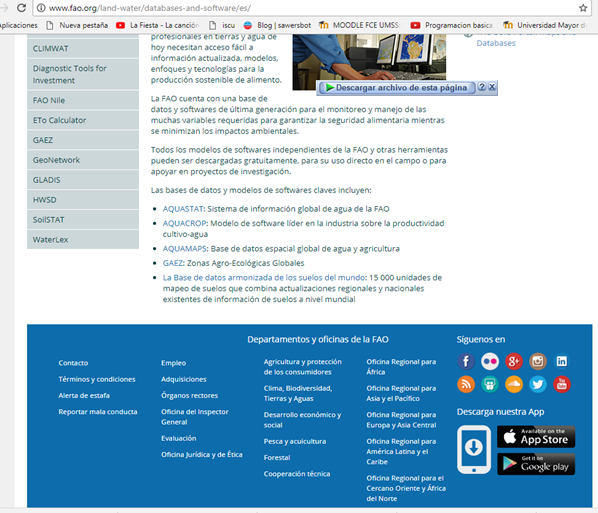 www.fao.org/land-water/databases-and-software/es/
plicaciones
Nueva pestaña
La Fiesta - La canción
iscu
Blog | sawersbot
MOODLE FCE UMSS
Programacion basica
Universidad Mayor d
CLIMWAT
Diagnostic Tools for
Investment
FAO Nile
ETo Calculator
GAEZ
GeoNetwork
GLADIS
HWSD
SoilSTAT
WaterLex
profesionales en tierras y agua de
hoy necesitan acceso fácil a
información actualizada, modelos,
enfoques y tecnologías para la
producción sostenible de alimento.
Descargar archivo de esta página
? X
Databases
La FAO cuenta con una base de
datos y softwares de última generación para el monitoreo y manejo de las
muchas variables requeridas para garantizar la seguridad alimentaria mientras
se minimizan los impactos ambientales.
Todos los modelos de softwares independientes de la FAO y otras herramientas
pueden ser descargadas gratuitamente, para su uso directo en el campo o para
apoyar en proyectos de investigación.
Las bases de datos y modelos de softwares claves incluyen:
• AQUASTAT: Sistema de información global de agua de la FAO
• AQUACROP: Modelo de software líder en la industria sobre la productividad
cultivo-agua
• AQUAMAPS: Base de datos espacial global de agua y agricultura
• GAEZ: Zonas Agro-Ecológicas Globales
• La Base de datos armonizada de los suelos del mundo: 15 000 unidades de
mapeo de suelos que combina actualizaciones regionales y nacionales
existentes de información de suelos a nivel mundial
Contacto
Términos y condiciones
Alerta de estafa
Reportar mala conducta
Empleo
Adquisiciones
Órganos rectores
Oficina del Inspector
General
Evaluación
Oficina Jurídica y de Ética
Departamentos y oficinas de la FAO
Agricultura y protección
de los consumidores
Clima, Biodiversidad,
Tierras y Aguas
Desarrollo económico y
social
Pesca y acuicultura
Forestal
Cooperación técnica
Oficina Regional para
África
Oficina Regional para
Asia y el Pacífico
Oficina Regional para
Europa y Asia Central
Oficina Regional para
América Latina y el
Caribe
Oficina Regional para el
Cercano Oriente y África
del Norte
Síguenos en
Descarga nuestra App
Available on the
App Store
Get it on
Google play